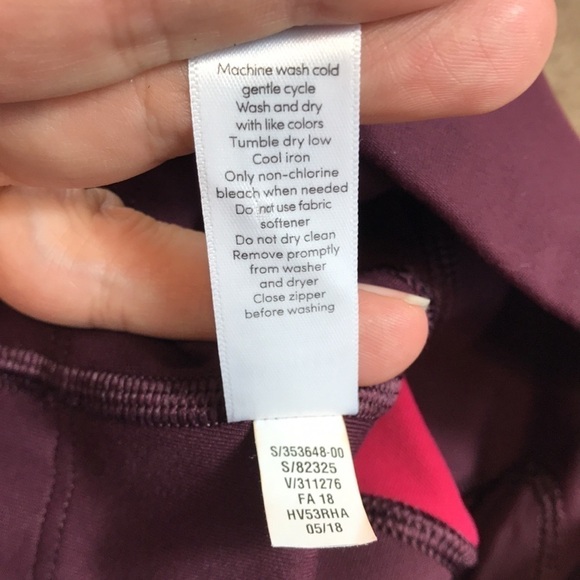 Machine wash cold
gentle cycle
Wash and dry
with like colors
Tumble dry low
Cool iron
Only non-chlorine
bleach when needed
Do not use fabric
softener
Do not dry clean
Remove promptly
from washer
and dryer
Close zipper
before washing
S/353648-00
S/82325
V/311276
FA 18
HV53RHA
05/18